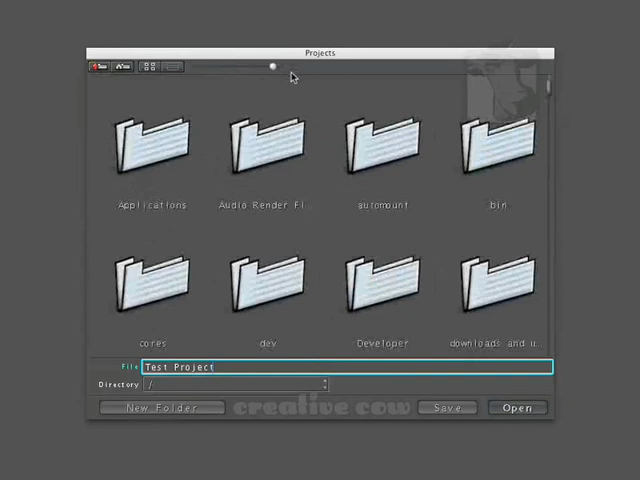 Projects
Applications Audio Render Fi... automount bin
cores dev Developer downloads and u...
File Test Project
Directory /
New Folder creative cow Save Open